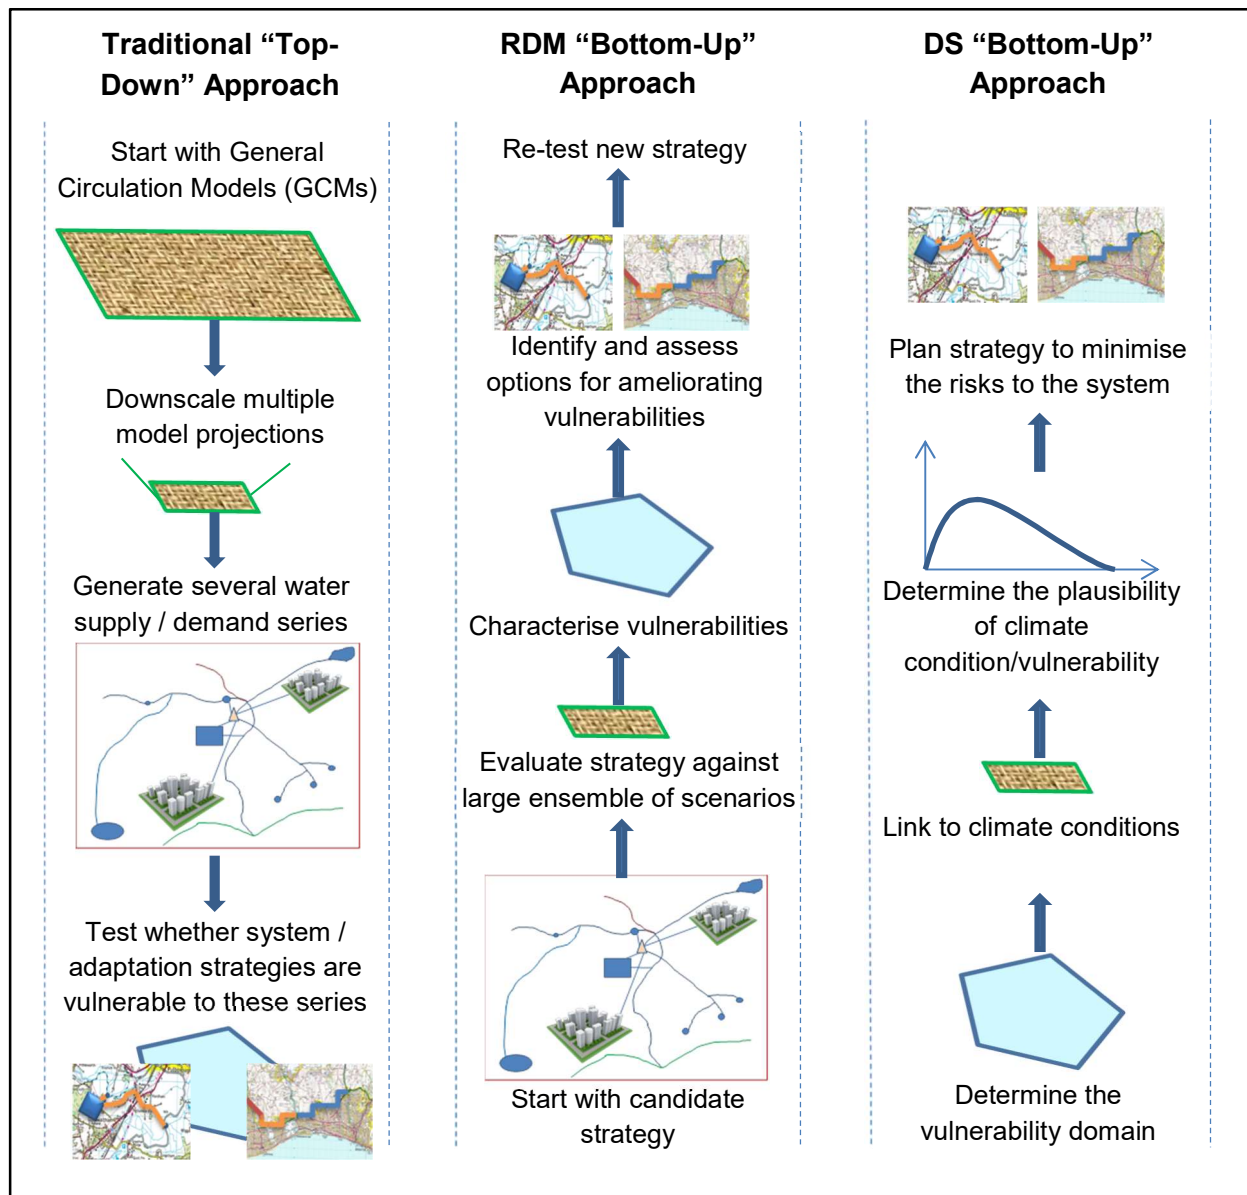 Traditional “Top-
Down” Approach
Start with General
Circulation Models (GCMs)
Downscale multiple
model projections
Generate several water
supply / demand series
Test whether system /
adaptation strategies are
vulnerable to these series
RDM “Bottom-Up”
Approach
Re-test new strategy
Identify and assess
options for ameliorating
vulnerabilities
Characterise vulnerabilities
Evaluate strategy against
large ensemble of scenarios
Start with candidate
strategy
DS “Bottom-Up”
Approach
Plan strategy to minimise
the risks to the system
Determine the plausibility
of climate
condition/vulnerability
Link to climate conditions
Determine the
vulnerability domain